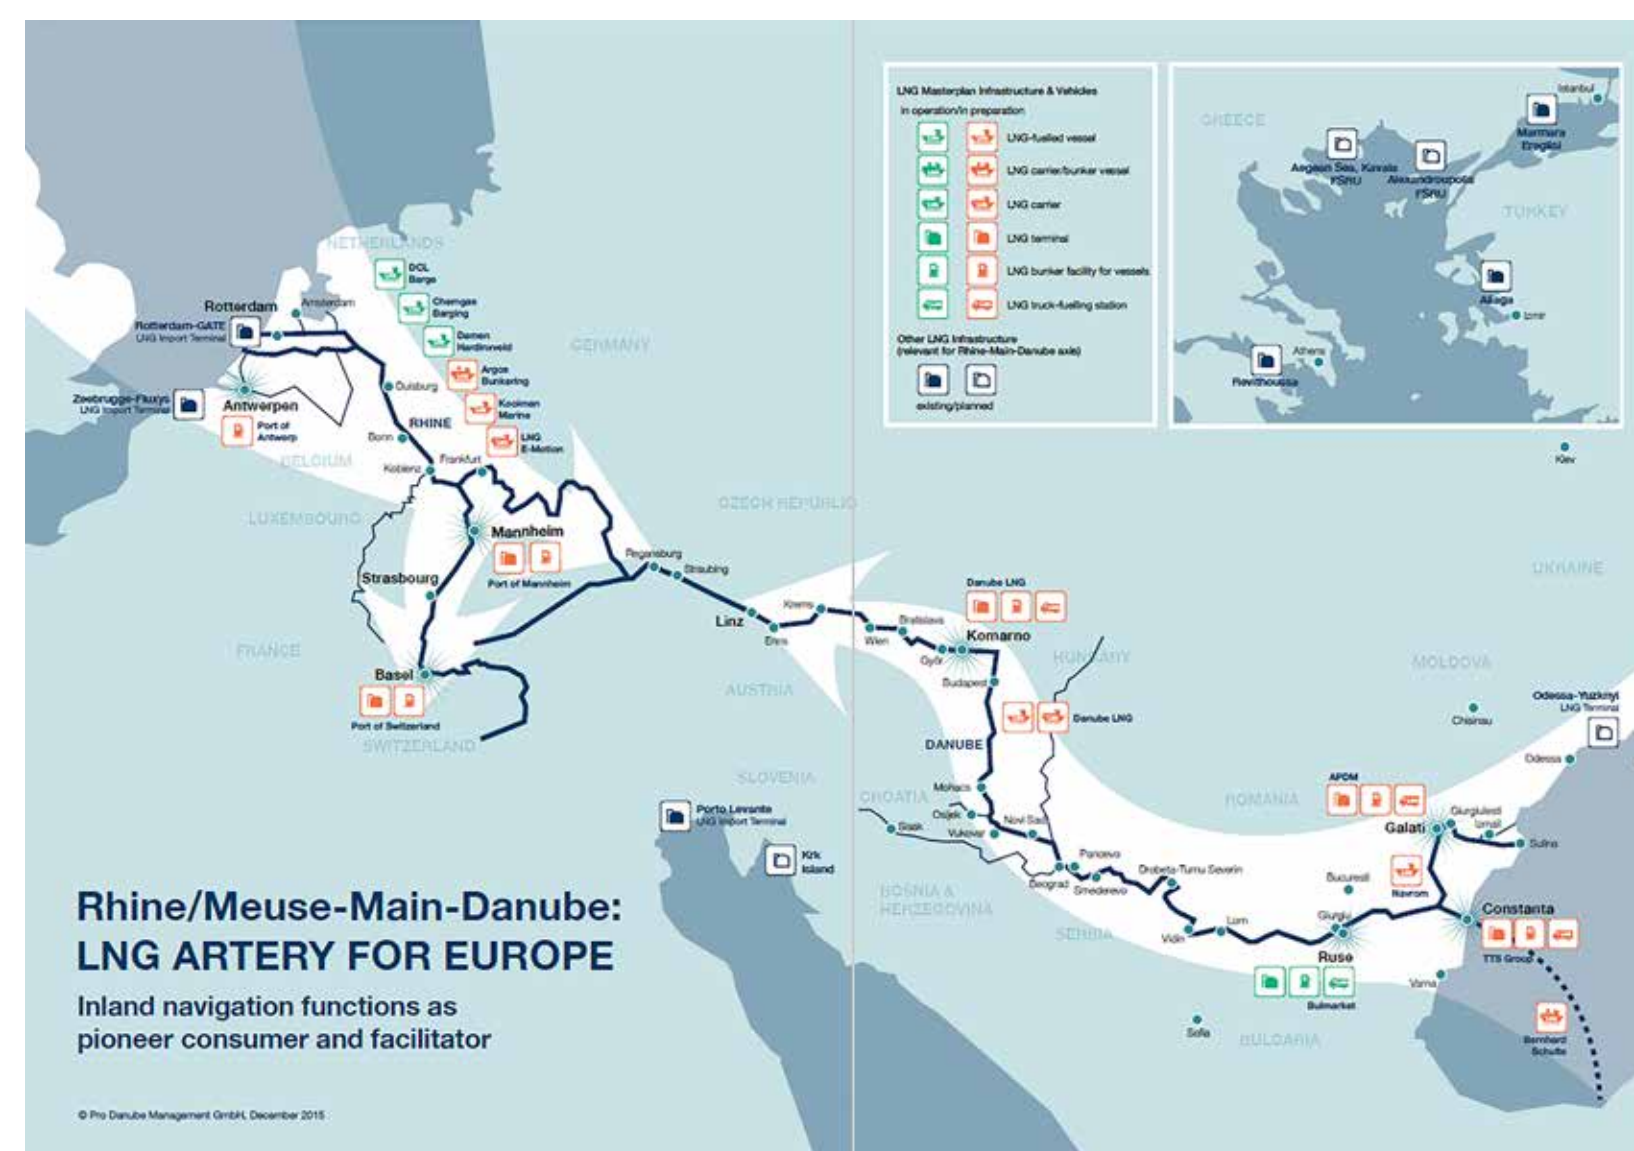 NETHERLANDS
DCL
Barge
Chemgas
Barging
Damen
Hardinxveld
Argos
Bunkering
Kooiman
Marine
LNG
E-Motion
Rotterdam
Amsterdam
Rotterdam-GATE
LNG Import Terminal
GERMANY
Zeebrugge-Fluxys
LNG Import Terminal
Antwerpen
Port of
Antwerp
Duisburg
RHINE
Bonn
BELGIUM
Koblenz
Frankfurt
LUXEMBOURG
CZECH REPUBLIC
Mannheim
Port of Mannheim
Strasbourg
Regensburg
Straubing
Linz
Krems
Enns
FRANCE
Basel
Port of Switzerland
SWITZERLAND
AUSTRIA
SLOVENIA
Porto Levante
LNG Import Terminal
Krk
Island
LNG Masterplan Infrastructure & Vehicles
in operation/in preparation
LNG-fuelled vessel
LNG carrier/bunker vessel
LNG carrier
LNG terminal
LNG bunker facility for vessels
LNG truck-fuelling station
Other LNG Infrastructure
(relevant for Rhine-Main-Danube axis)
existing/planned
GREECE
Istanbul
Marmara
Ereglisi
Aegean Sea, Kavala
FSRU
Alexandroupolis
FSRU
TURKEY
Aliaga
Izmir
Athens
Revithoussa
Kiev
UKRAINE
Danube LNG
Wien
Bratislava
Györ
Komarno
HUNGARY
Budapest
Danube LNG
DANUBE
MOLDOVA
Chisinau
Odessa-Yuzknyi
LNG Terminal
Odessa
Mohacs
CROATIA
Osijek
Sisak
Vukovar
Novi Sad
ROMANIA
APDM
Galati
Giurgiulesti
Izmail
Sulina
Pancevo
Beograd
Smederevo
Drobeta-Turnu Severin
Bucuresti
Navrom
BOSNIA &
HERZEGOVINA
SERBIA
Vidin
Lom
Giurgiu
Ruse
Bulmarket
Constanta
TTS Group
Varna
Sofia
BULGARIA
Bernhard
Schulte
Rhine/Meuse-Main-Danube:
LNG ARTERY FOR EUROPE
Inland navigation functions as
pioneer consumer and facilitator
© Pro Danube Management GmbH, December 2015